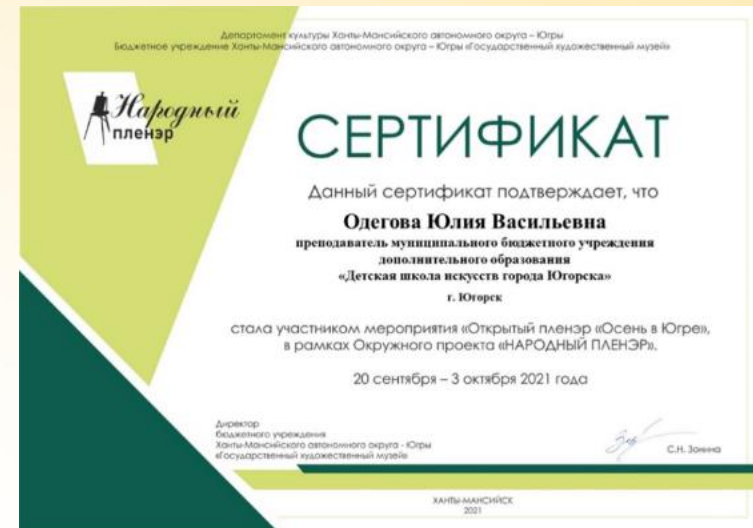 Департамент культуры Ханты-Мансийского автономного округа – Югры
Бюджетное учреждение Ханты-Мансийского автономного округа – Югры «Государственный художественный музей»
Народный
пленэр
СЕРТИФИКАТ
Данный сертификат подтверждает, что
Одегова Юлия Васильевна
преподаватель муниципального бюджетного учреждения
дополнительного образования
«Детская школа искусств города Югорска»
г. Югорск
стала участником мероприятия «Открытый пленэр «Осень в Югре»,
в рамках Окружного проекта «НАРОДНЫЙ ПЛЕНЭР».
20 сентября – 3 октября 2021 года
Директор
бюджетного учреждения
Ханты-Мансийского автономного округа - Югры
«Государственный художественный музей»
С.Н. Зонина
ХАНТЫ-МАНСИЙСК
2021